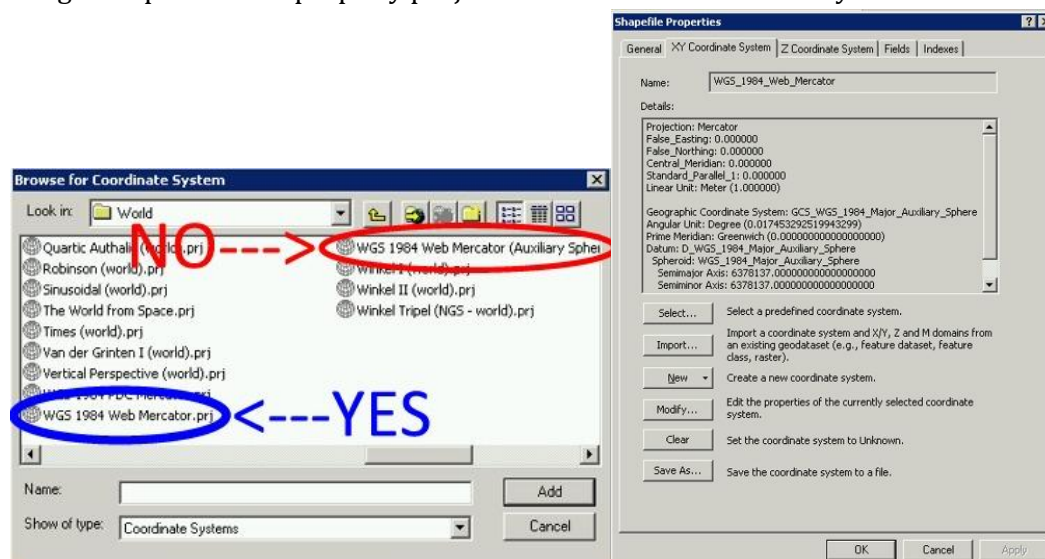 Browse for Coordinate System
Look in: World
Quartic Authalic (world).prj
Robinson (world).prj
Sinusoidal (world).prj
The World from Space.prj
Times (world).prj
Van der Grinten I (world).prj
Vertical Perspective (world).prj
WGS 1984 Web Mercator.prj
WGS 1984 Web Mercator (Auxiliary Spher
Winkel I (world).prj
Winkel II (world).prj
Winkel Tripel (NGS - world).prj
NO--->
<---YES
Name:
Add
Show of type: Coordinate Systems
Cancel
Shapefile Properties
General XY Coordinate System Z Coordinate System Fields Indexes
Name: WGS_1984_Web_Mercator
Details:
Projection: Mercator
False_Easting: 0.000000
False_Northing: 0.000000
Central_Meridian: 0.000000
Standard_Parallel_1: 0.000000
Linear Unit: Meter (1.000000)
Geographic Coordinate System: GCS_WGS_1984_Major_Auxiliary_Sphere
Angular Unit: Degree (0.017453292519943299)
Prime Meridian: Greenwich (0.000000000000000000)
Datum: D_WGS_1984_Major_Auxiliary_Sphere
Spheroid: WGS_1984_Major_Auxiliary_Sphere
Semimajor Axis: 6378137.000000000000000000
Semiminor Axis: 6378137.000000000000000000
Select... Select a predefined coordinate system.
Import a coordinate system and X/Y, Z and M domains from
Import... an existing geodataset (e.g., feature dataset, feature
class, raster).
New Create a new coordinate system.
Modify... Edit the properties of the currently selected coordinate
system.
Clear Set the coordinate system to Unknown.
Save As... Save the coordinate system to a file.
OK Cancel Apply